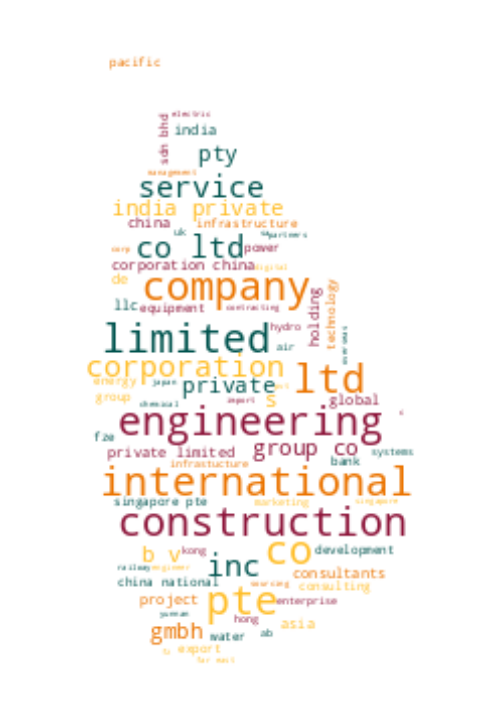 pacific
electric
sdn bhd
india
pty
management
service
india private
china
infrastructure
uk
partners
co ltd
corp
power
corporation china
digital
de
company
llc
equipment
contracting
holding
technology
limited
hydro
overseas
air
corporation
energy
japan
private
ltd
group
chemical
import
s
global
engineering
fze
private limited
group co
systems
infrastucture
bank
international
singapore pte
marketing
singapore
construction
b v
kong
co
development
railway
engineer
inc
consultants
china national
sourcing
consulting
project
pte
enterprise
yunnan
hong
asia
gmbh
water
ab
export
far east